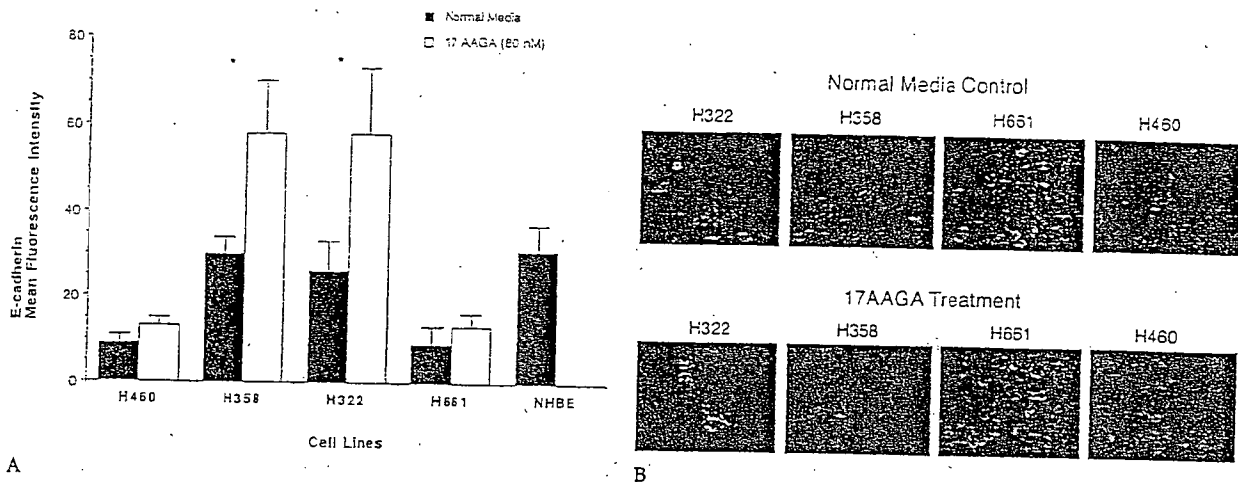 Normal Media
17 AAGA (80 nM)
80
60
40
20
0
E-cadherin
Mean Fluorescence Intensity
*
*
H460
H358
H322
H661
NHBE
Cell Lines
A
Normal Media Control
H322
H358
H661
H460
17AAGA Treatment
H322
H358
H661
H460
B